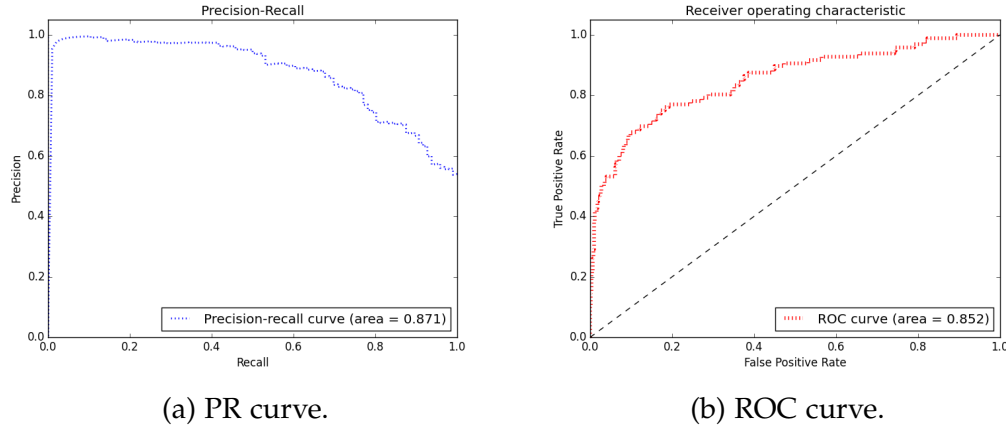 Precision-Recall
1.0
0.8
0.6
0.4
0.2
0.0
Precision
0.0 0.2 0.4 0.6 0.8 1.0
Recall
Precision-recall curve (area = 0.871)
(a) PR curve.
Receiver operating characteristic
1.0
0.8
0.6
0.4
0.2
0.0
True Positive Rate
0.0 0.2 0.4 0.6 0.8 1.0
False Positive Rate
ROC curve (area = 0.852)
(b) ROC curve.